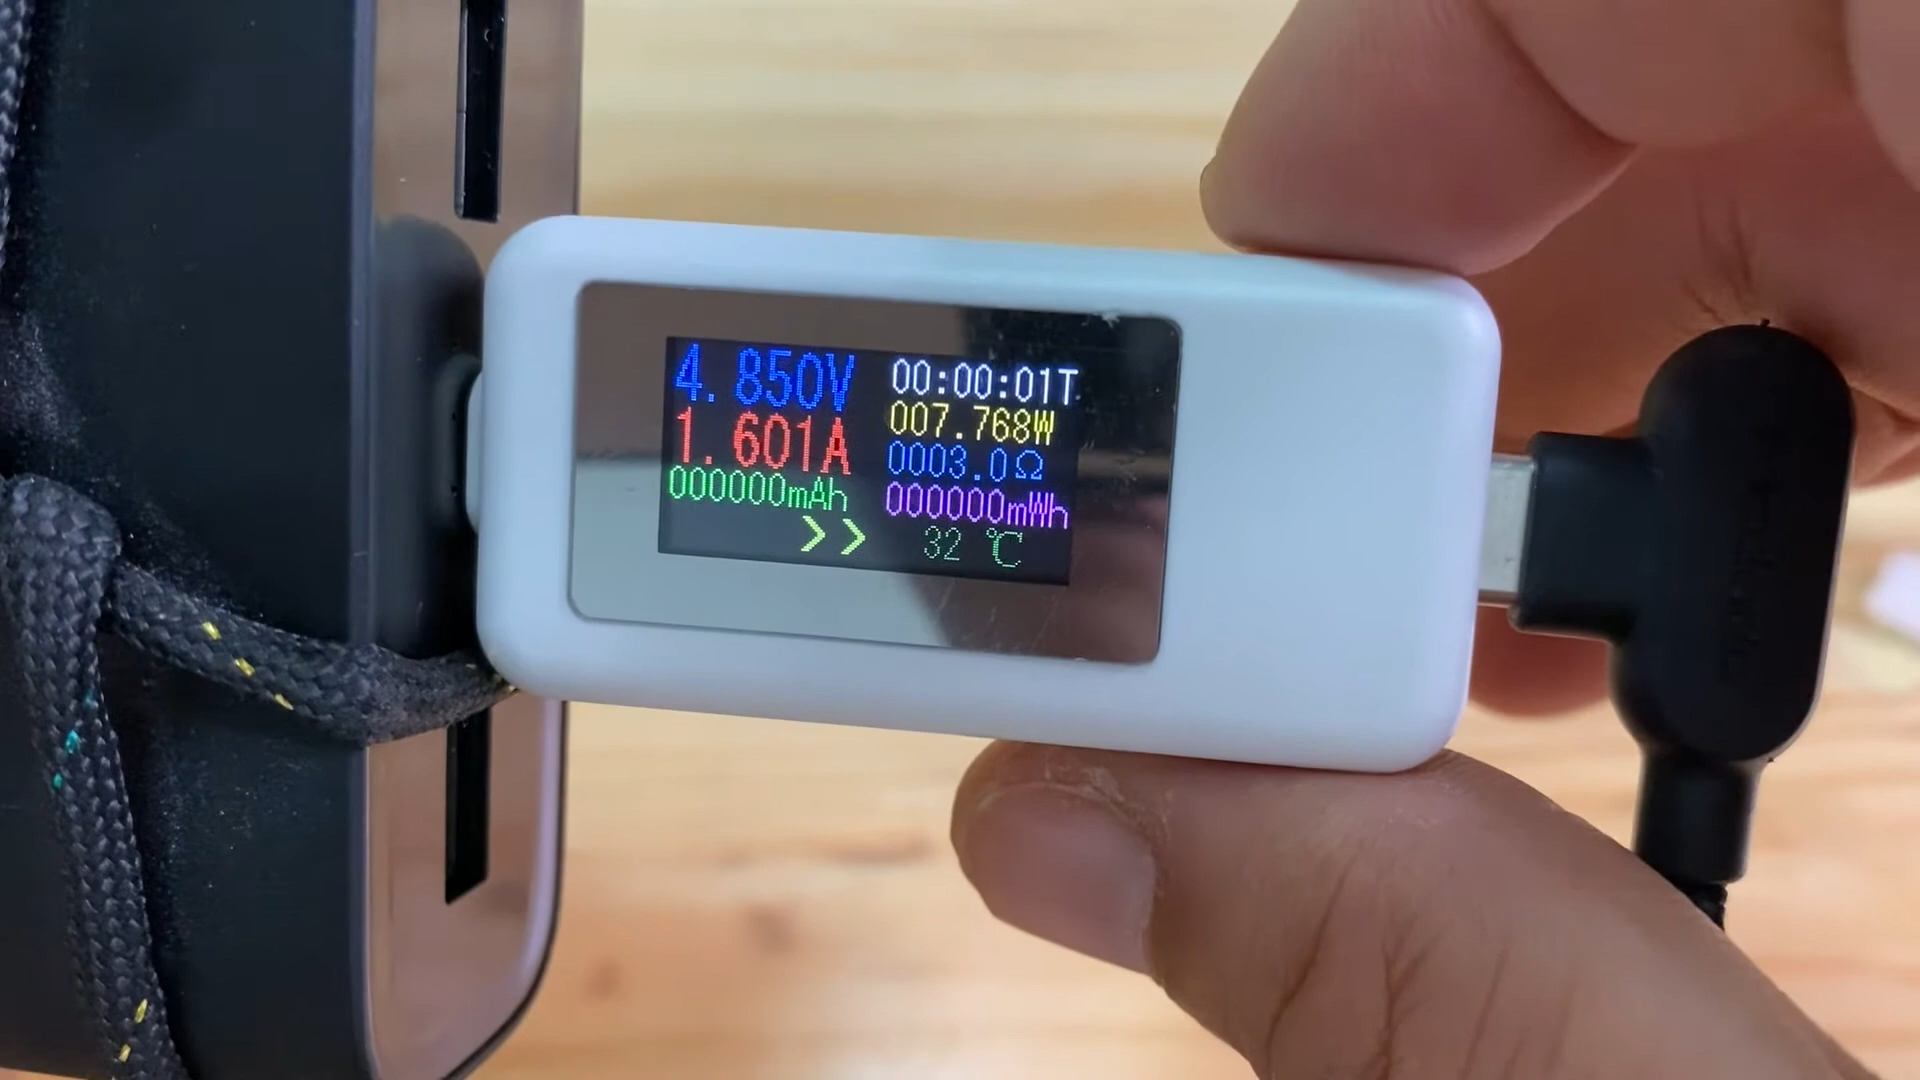 4.850V
1.601A
000000mAh
>>
00:00:01T
007.768W
0003.0Ω
000000mWh
32 ℃